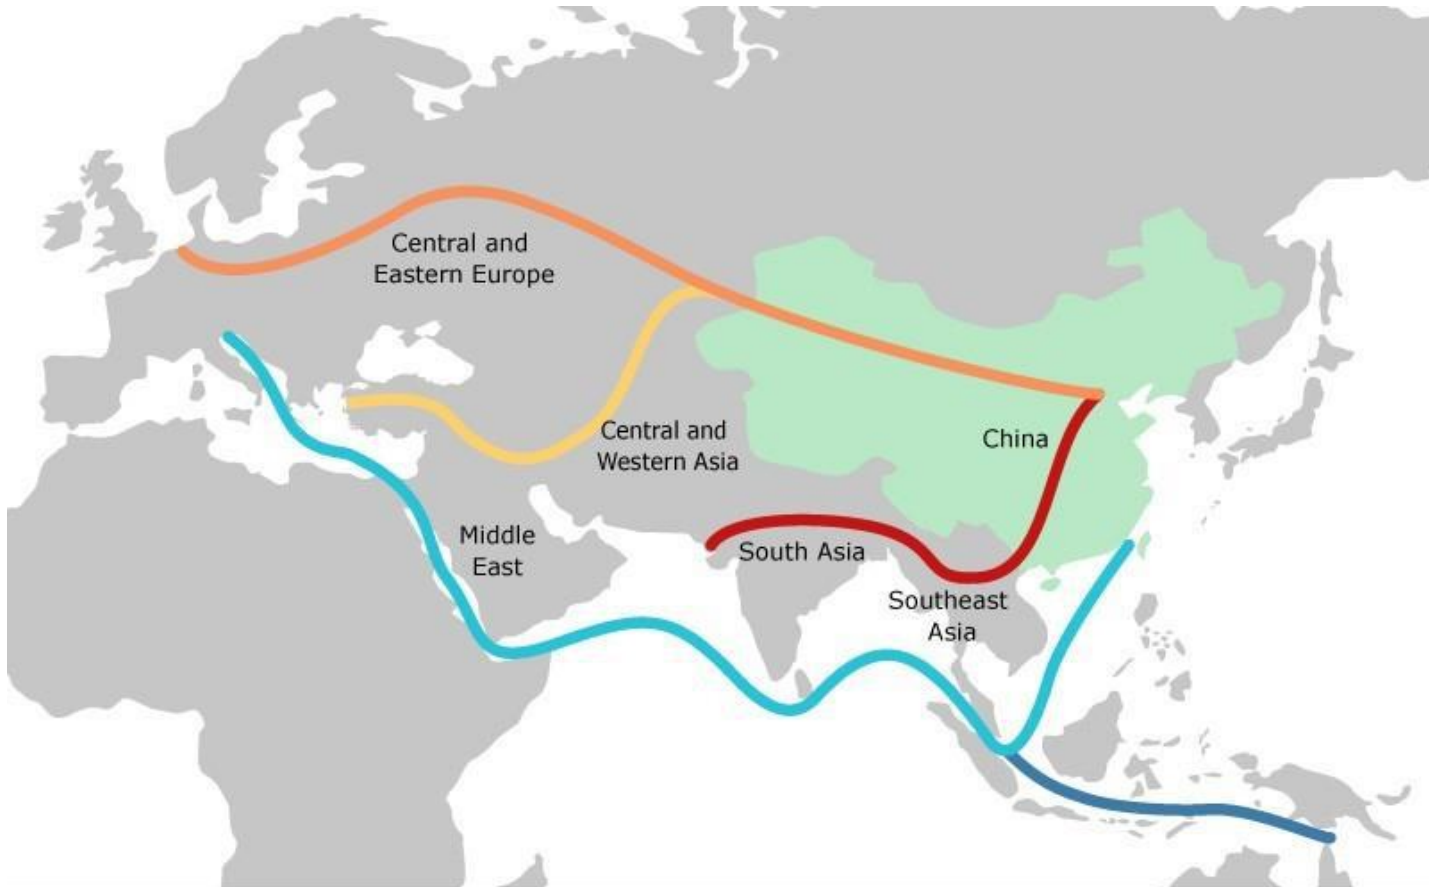 Central and
Eastern Europe
Central and
Western Asia
China
Middle
East
South Asia
Southeast
Asia